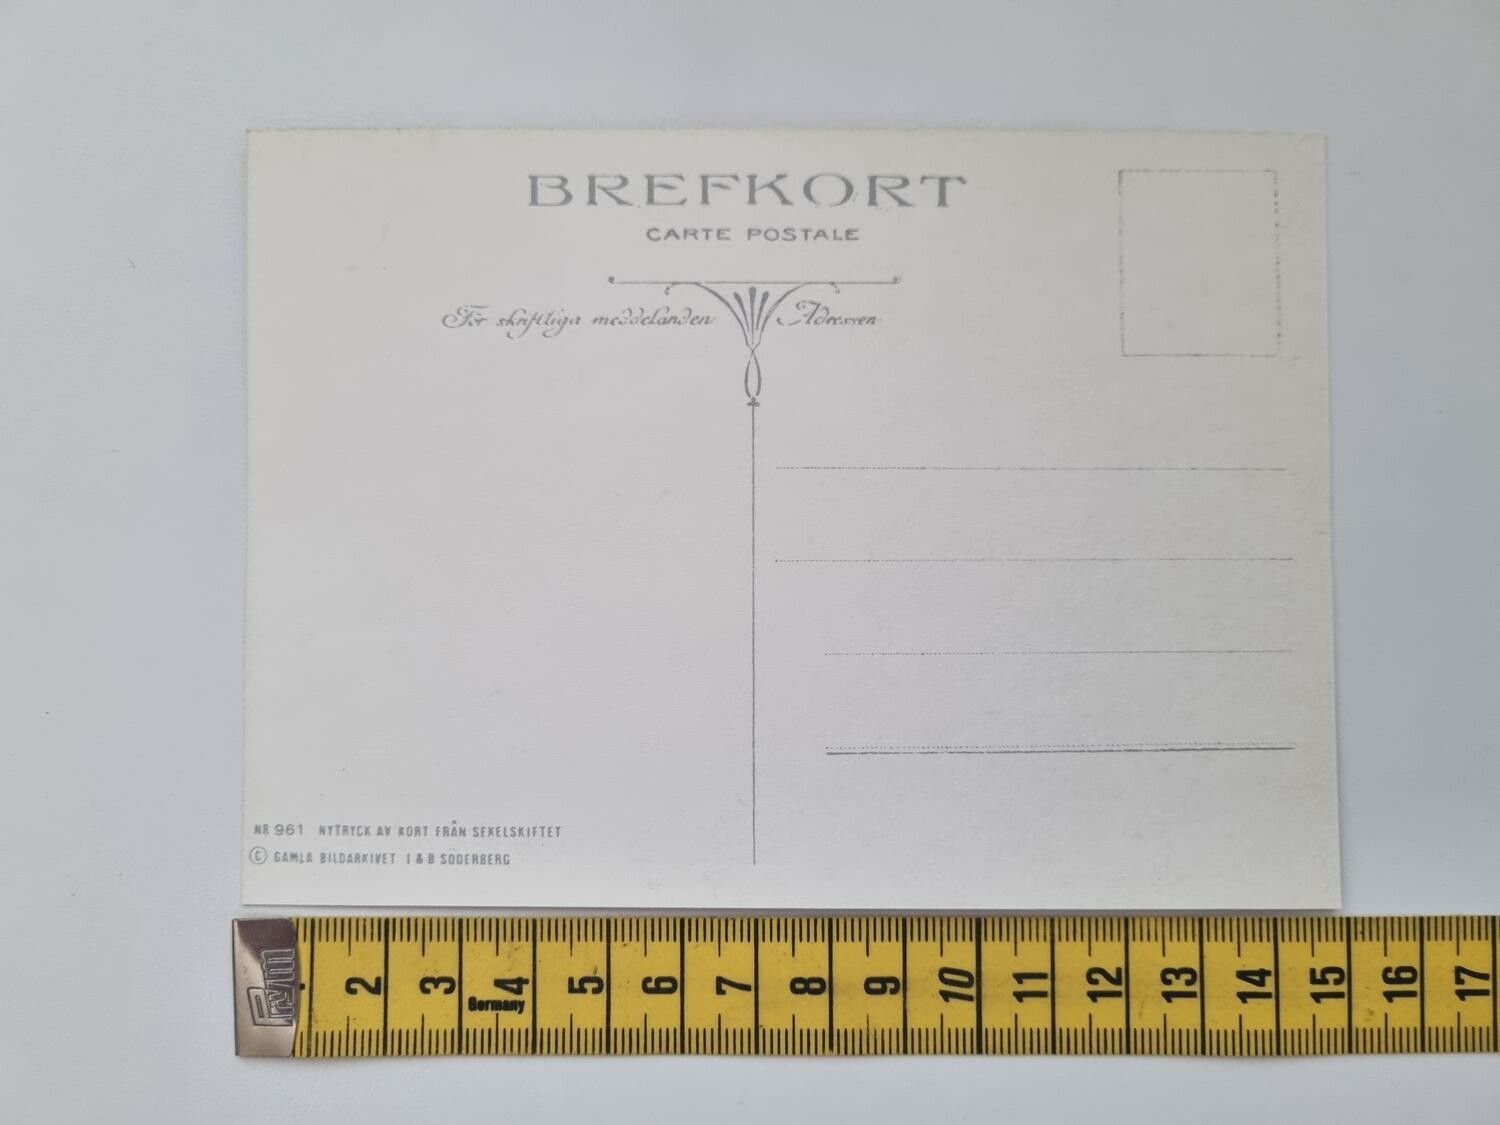 BREFKORT
CARTE POSTALE
För skriftliga meddelanden Adressen
NR 961 NYTRYCK AV KORT FRÅN SEKELSKIFTET
© GAMLA BILDARKIVET I & B SÖDERBERG
Prym 2 3 4 5 6 7 8 9 10 11 12 13 14 15 16 17
Germany